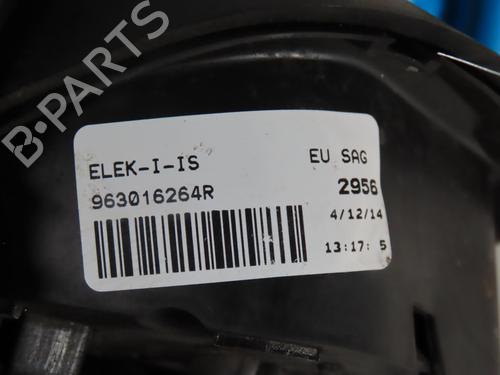 B-PARTS
ELEK-I-IS
EU SAG
963016264R
2956
4/12/14
13:17: 5